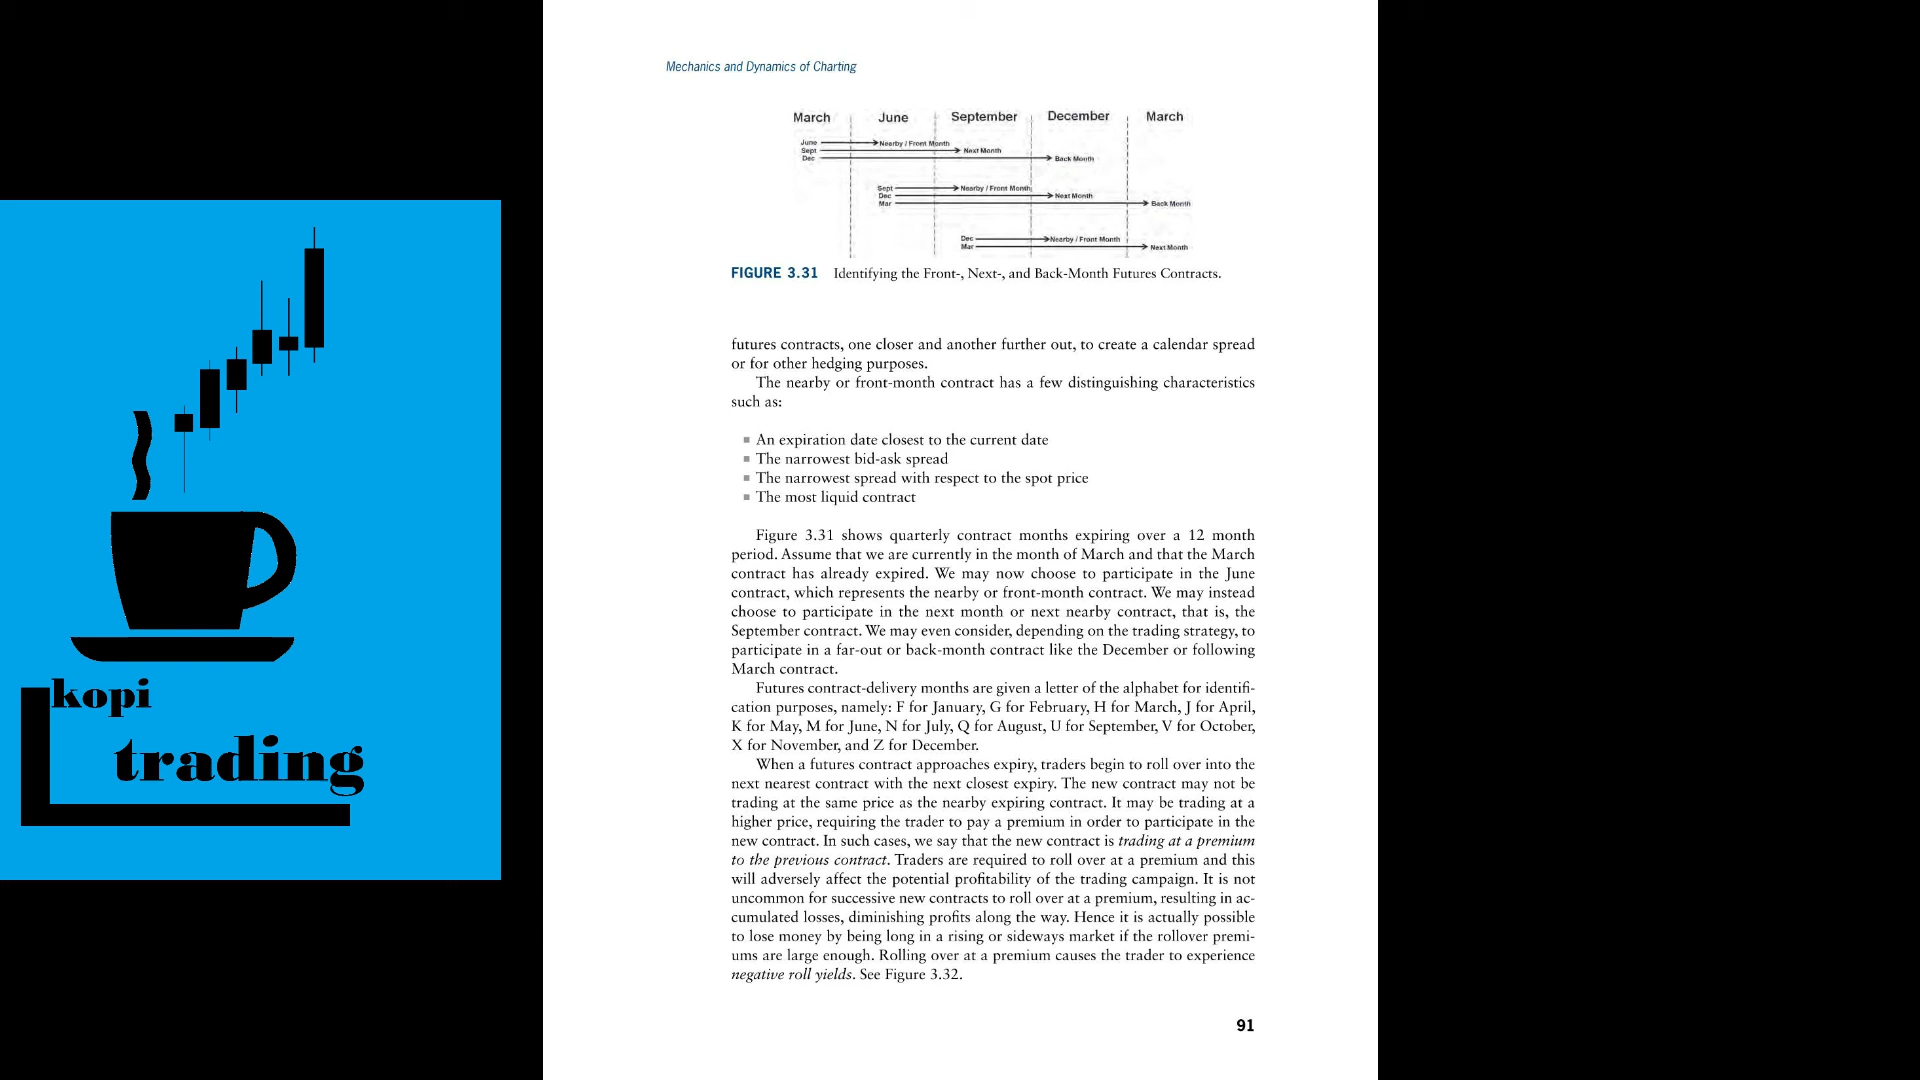 Mechanics and Dynamics of Charting
March June September December March
June Nearby / Front Month
Sept Next Month
Dec Back Month
Sept Nearby / Front Month
Dec Next Month
Mar Back Month
Dec Nearby / Front Month
Mar Next Month
FIGURE 3.31 Identifying the Front-, Next-, and Back-Month Futures Contracts.
futures contracts, one closer and another further out, to create a calendar spread
or for other hedging purposes.
The nearby or front-month contract has a few distinguishing characteristics
such as:
▪ An expiration date closest to the current date
▪ The narrowest bid-ask spread
▪ The narrowest spread with respect to the spot price
▪ The most liquid contract
Figure 3.31 shows quarterly contract months expiring over a 12 month
period. Assume that we are currently in the month of March and that the March
contract has already expired. We may now choose to participate in the June
contract, which represents the nearby or front-month contract. We may instead
choose to participate in the next month or next nearby contract, that is, the
September contract. We may even consider, depending on the trading strategy, to
participate in a far-out or back-month contract like the December or following
March contract.
Futures contract-delivery months are given a letter of the alphabet for identifi-
cation purposes, namely: F for January, G for February, H for March, J for April,
K for May, M for June, N for July, Q for August, U for September, V for October,
X for November, and Z for December.
When a futures contract approaches expiry, traders begin to roll over into the
next nearest contract with the next closest expiry. The new contract may not be
trading at the same price as the nearby expiring contract. It may be trading at a
higher price, requiring the trader to pay a premium in order to participate in the
new contract. In such cases, we say that the new contract is trading at a premium
to the previous contract. Traders are required to roll over at a premium and this
will adversely affect the potential profitability of the trading campaign. It is not
uncommon for successive new contracts to roll over at a premium, resulting in ac-
cumulated losses, diminishing profits along the way. Hence it is actually possible
to lose money by being long in a rising or sideways market if the rollover premi-
ums are large enough. Rolling over at a premium causes the trader to experience
negative roll yields. See Figure 3.32.
91
kopi
trading